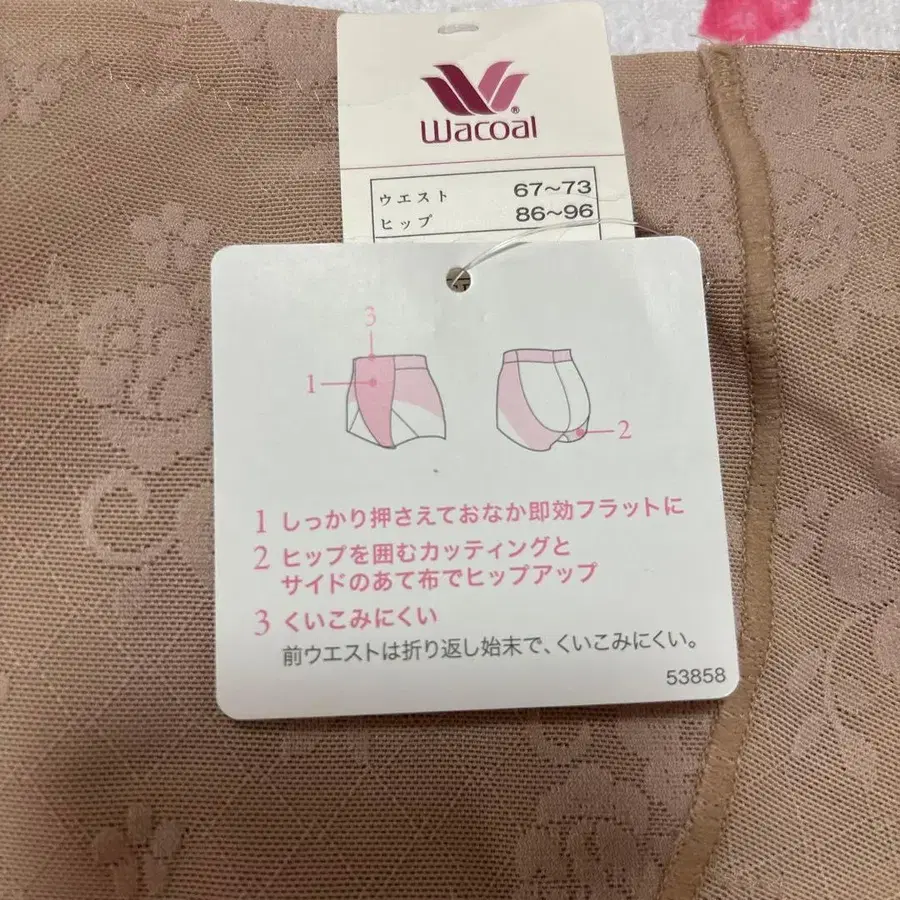 Wacoal®
ウエスト 67〜73
ヒップ 86〜96
3
1
2
1 しっかり押さえておなか即効フラットに
2 ヒップを囲むカッティングと
サイドのあて布でヒップアップ
3 くいこみにくい
前ウエストは折り返し始末で、くいこみにくい。
53858